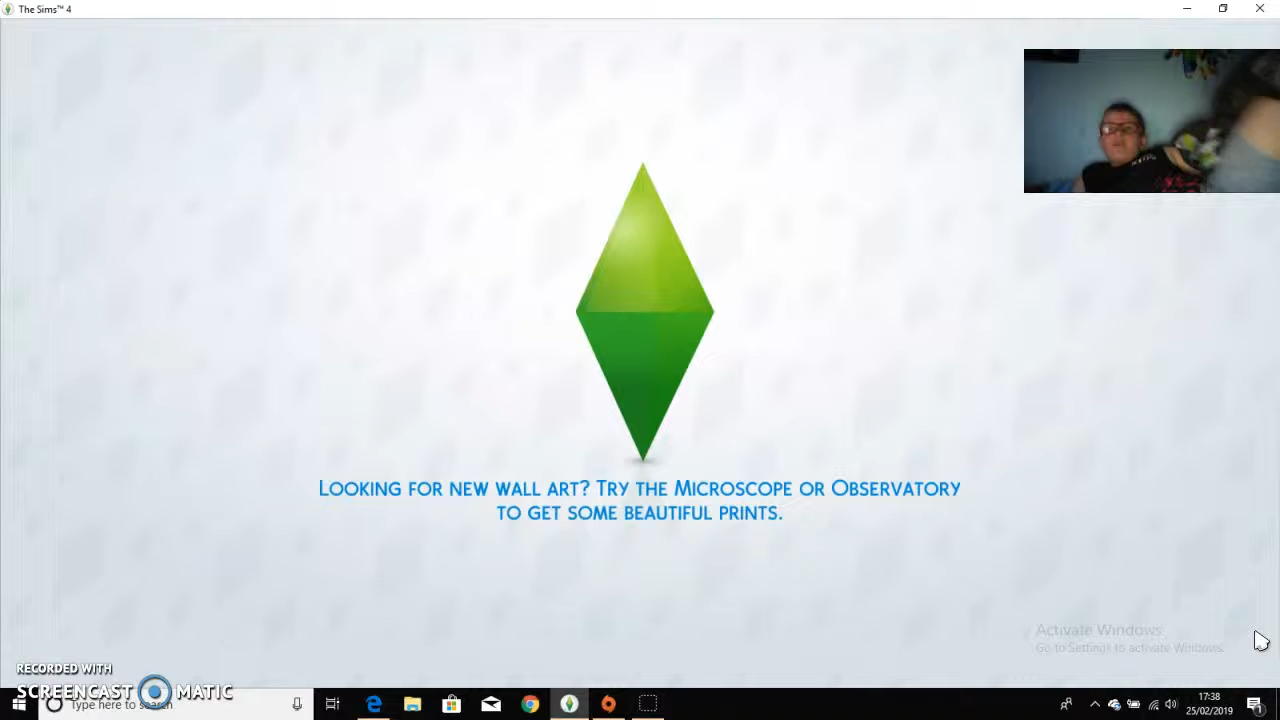 The Sims™ 4
LOOKING FOR NEW WALL ART? TRY THE MICROSCOPE OR OBSERVATORY
TO GET SOME BEAUTIFUL PRINTS.
Activate Windows
Go to Settings to activate Windows.
RECORDED WITH
SCREENCAST MATIC
Type here to search
17:38
25/02/2019
1